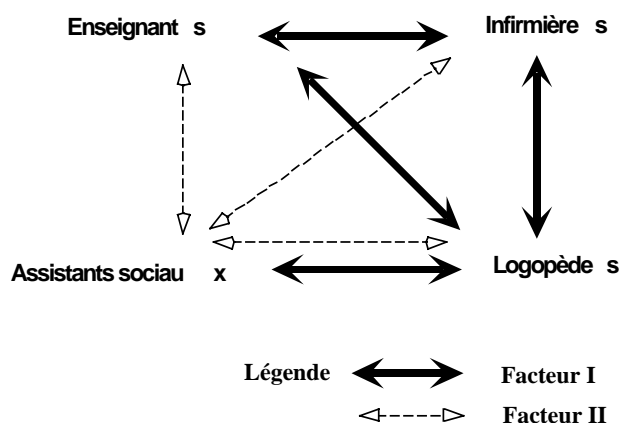 Enseignant s
Infirmière s
Assistants sociau x
Logopède s
Légende
Facteur I
Facteur II